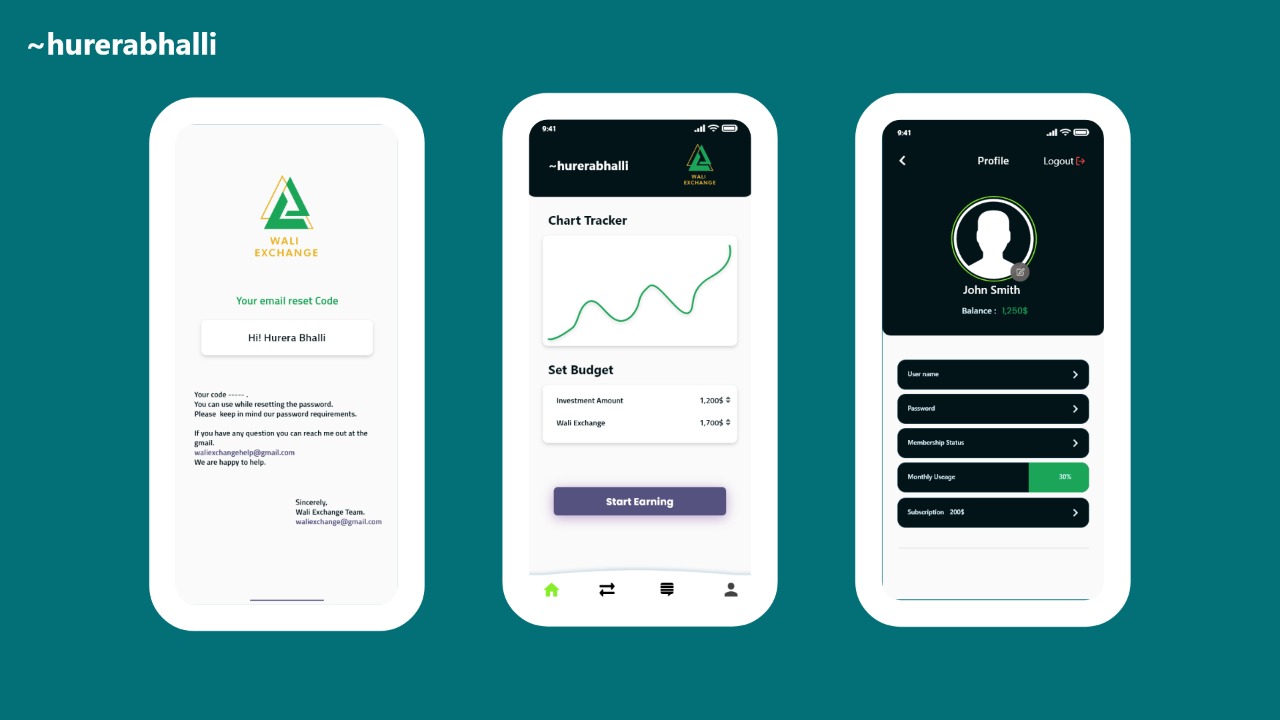 ~hurerabhalli
WALI
EXCHANGE
Your email reset Code
Hi! Hurera Bhalli
Your code ----- .
You can use while resetting the password.
Please keep in mind our password requirements.
If you have any question you can reach me out at the
gmail.
waliexchangehelp@gmail.com
We are happy to help.
Sincerely,
Wali Exchange Team.
waliexchange@gmail.com
9:41
~hurerabhalli
WALI
EXCHANGE
Chart Tracker
Set Budget
Investment Amount 1,200$
Wali Exchange 1,700$
Start Earning
9:41
Profile Logout
John Smith
Balance : 1,250$
User name
Password
Membership Status
Monthly Useage 30%
Subscription 200$